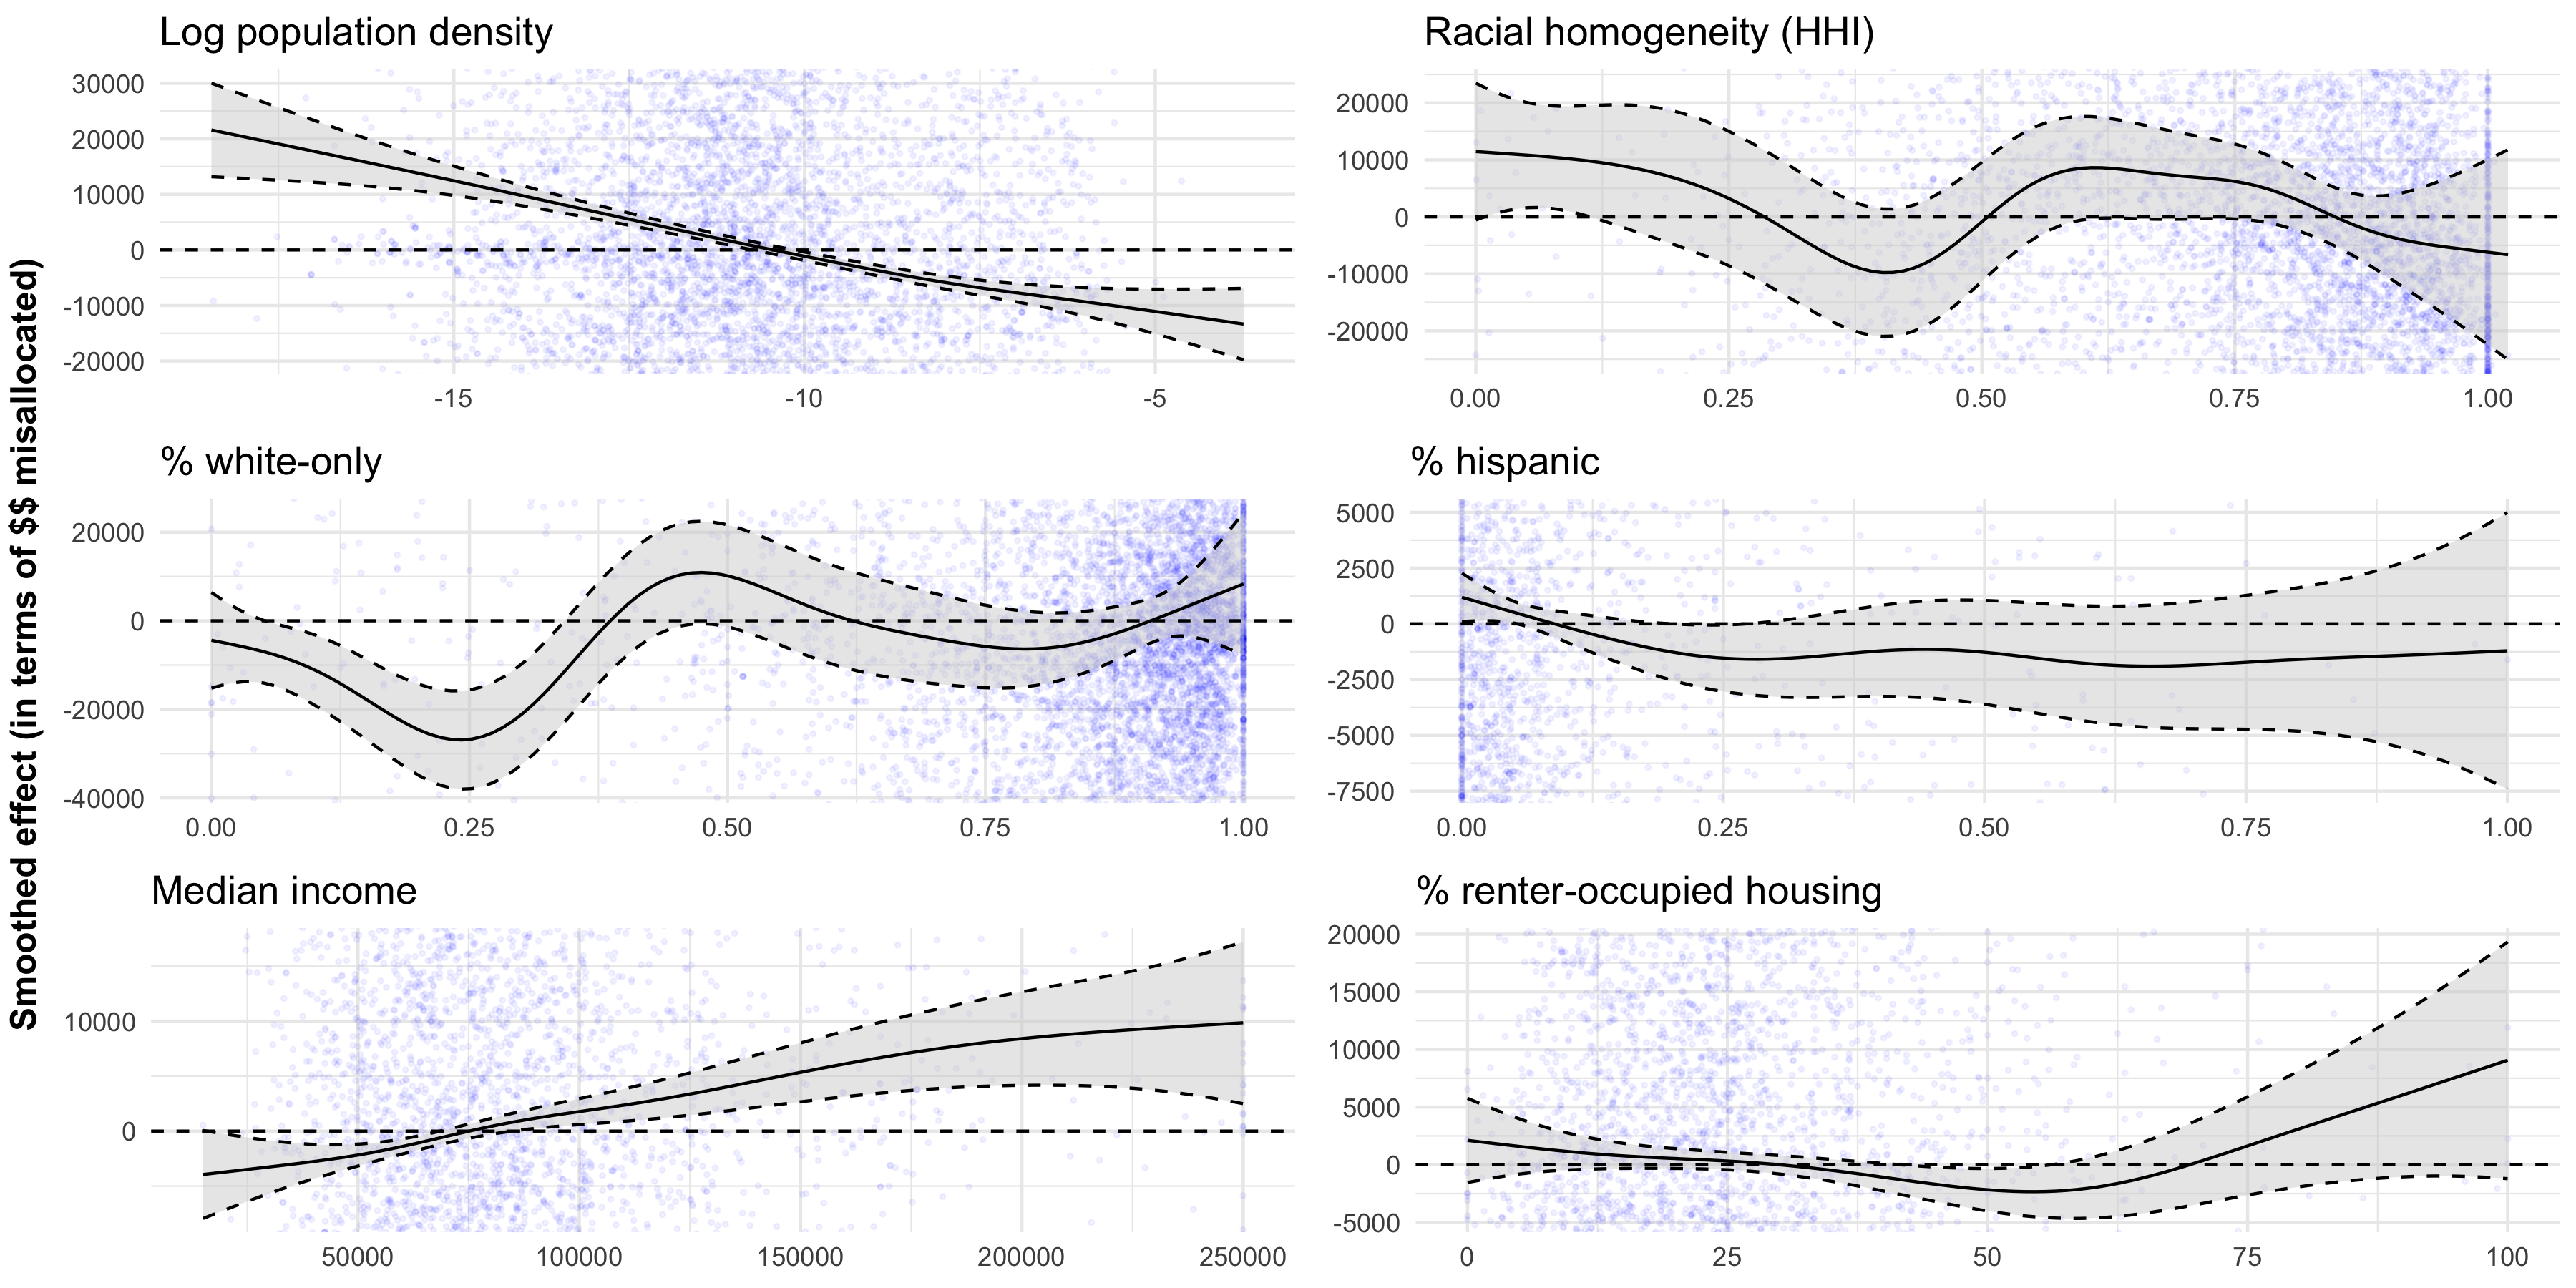 Smoothed effect (in terms of $$ misallocated)
Log population density
30000
20000
10000
0
-10000
-20000
-15 -10 -5
Racial homogeneity (HHI)
20000
10000
0
-10000
-20000
0.00 0.25 0.50 0.75 1.00
% white-only
20000
0
-20000
-40000
0.00 0.25 0.50 0.75 1.00
% hispanic
5000
2500
0
-2500
-5000
-7500
0.00 0.25 0.50 0.75 1.00
Median income
10000
0
50000 100000 150000 200000 250000
% renter-occupied housing
20000
15000
10000
5000
0
-5000
0 25 50 75 100